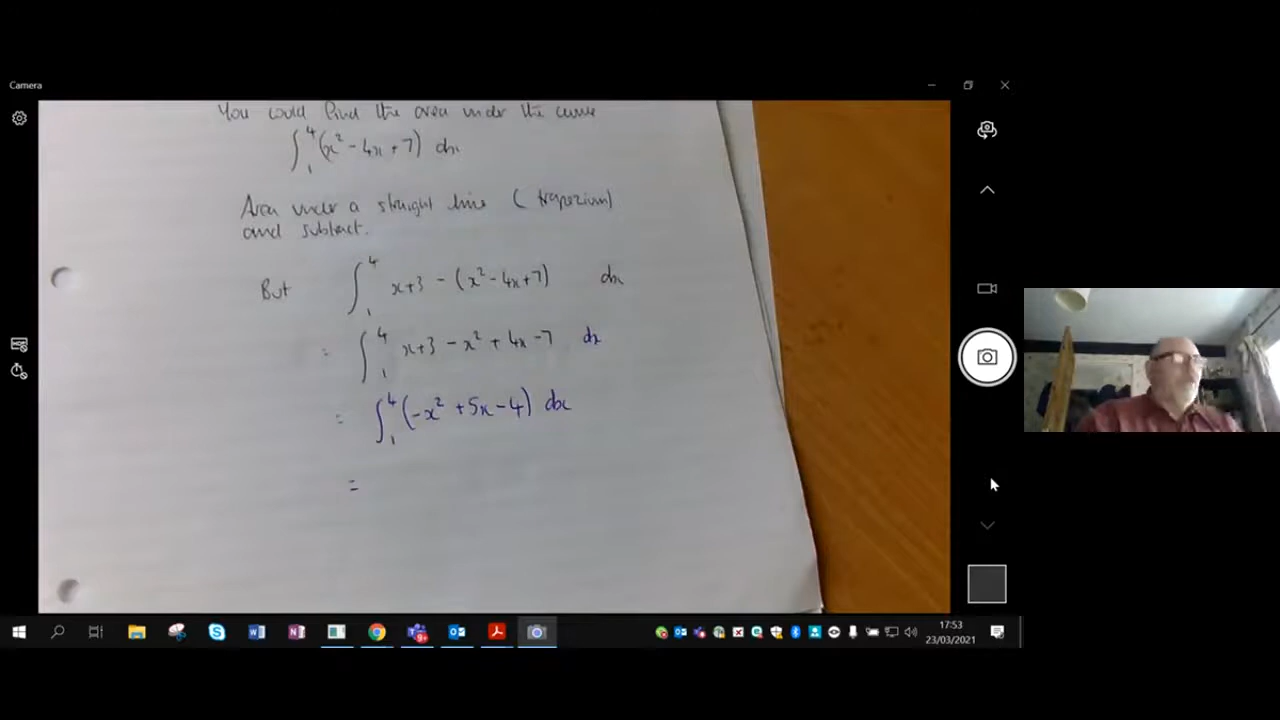 Camera
You could find the area under the curve
∫₁⁴ (x² - 4x + 7) dx
Area under a straight line (trapezium)
and subtract.
But ∫₁⁴ x+3 - (x² - 4x + 7) dx
= ∫₁⁴ x+3 - x² + 4x - 7 dx
= ∫₁⁴ (-x² + 5x - 4) dx
=
17:53
23/03/2021